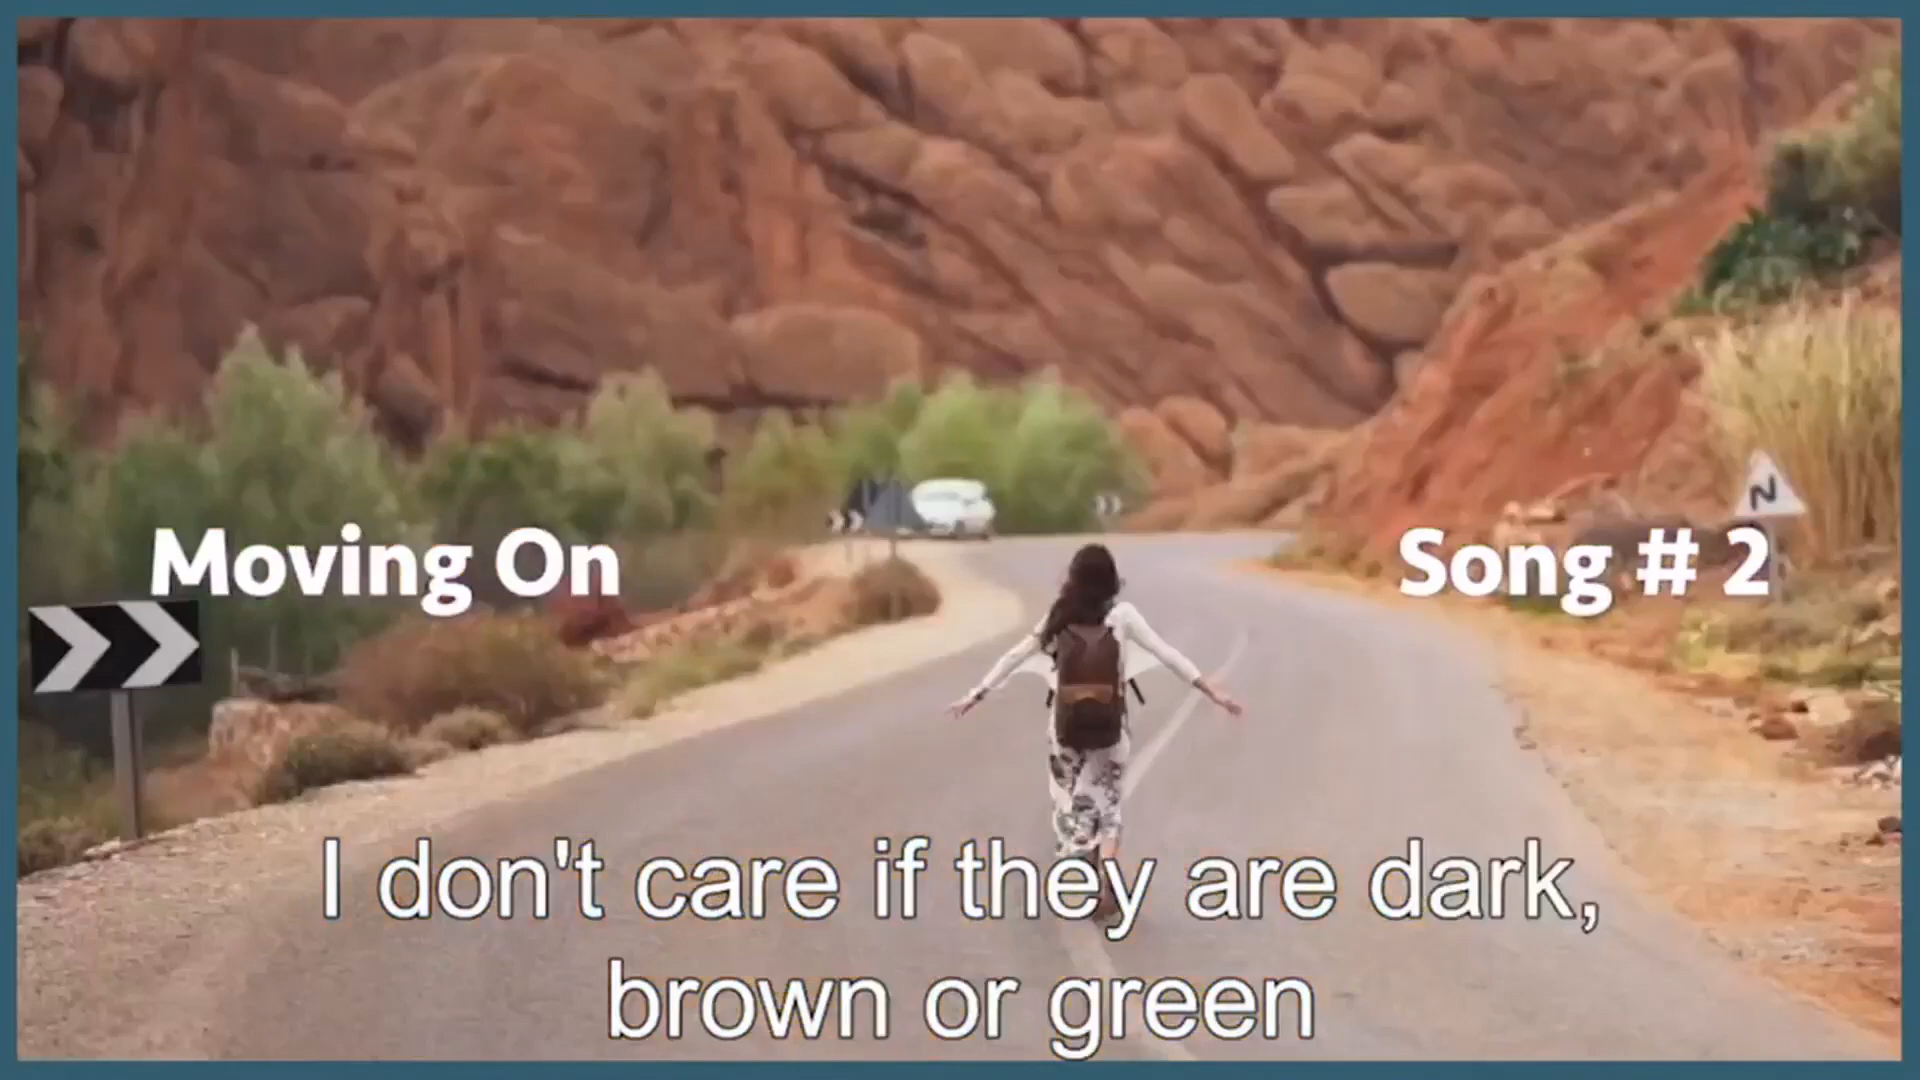 Moving On
Song # 2
I don't care if they are dark,
brown or green